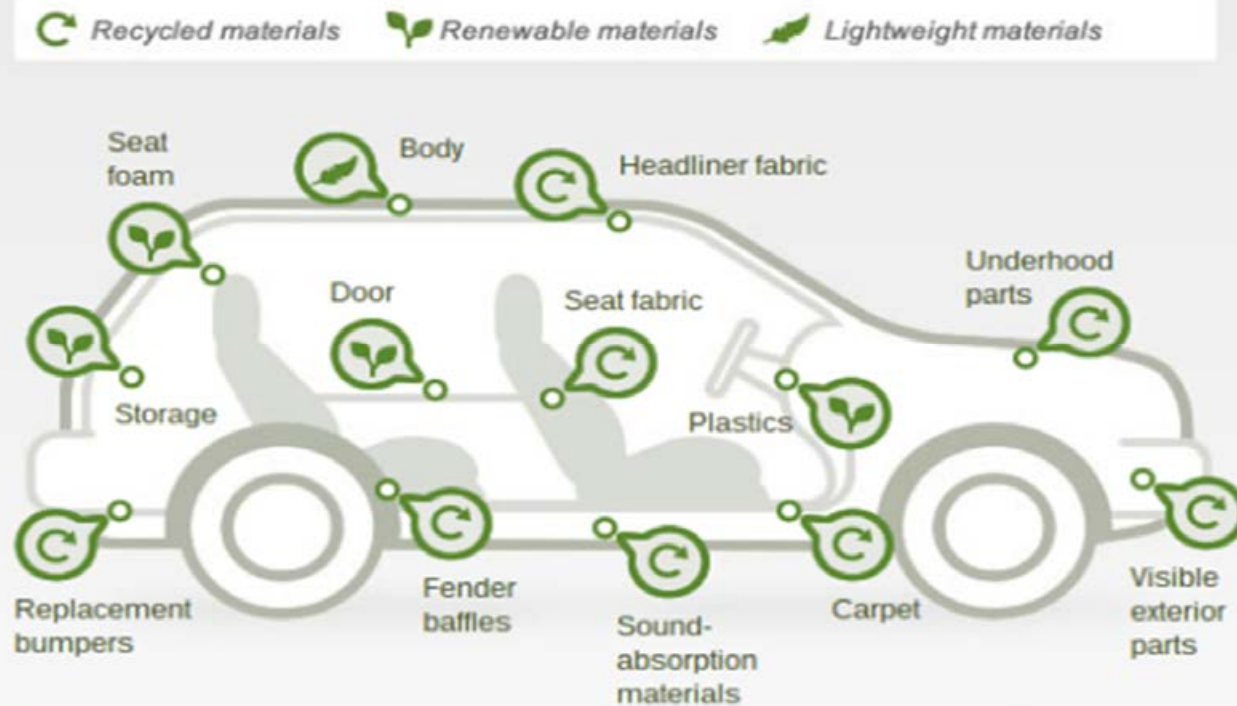 Recycled materials
Renewable materials
Lightweight materials
Seat
foam
Body
Headliner fabric
Underhood
parts
Door
Seat fabric
Storage
Plastics
Replacement
bumpers
Fender
baffles
Sound-
absorption
materials
Carpet
Visible
exterior
parts